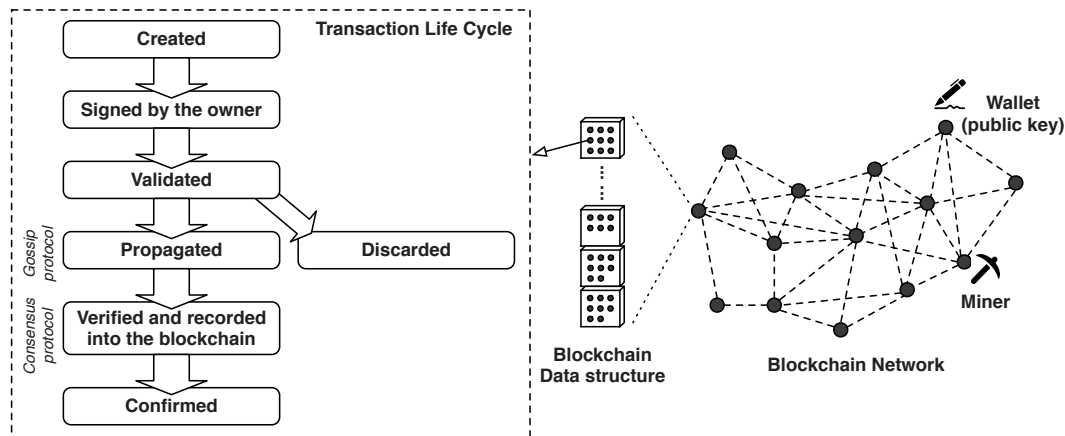 Transaction Life Cycle
Created
Signed by the owner
Validated
Gossip
protocol
Propagated
Discarded
Consensus
protocol
Verified and recorded
into the blockchain
Confirmed
Blockchain
Data structure
Wallet
(public key)
Miner
Blockchain Network